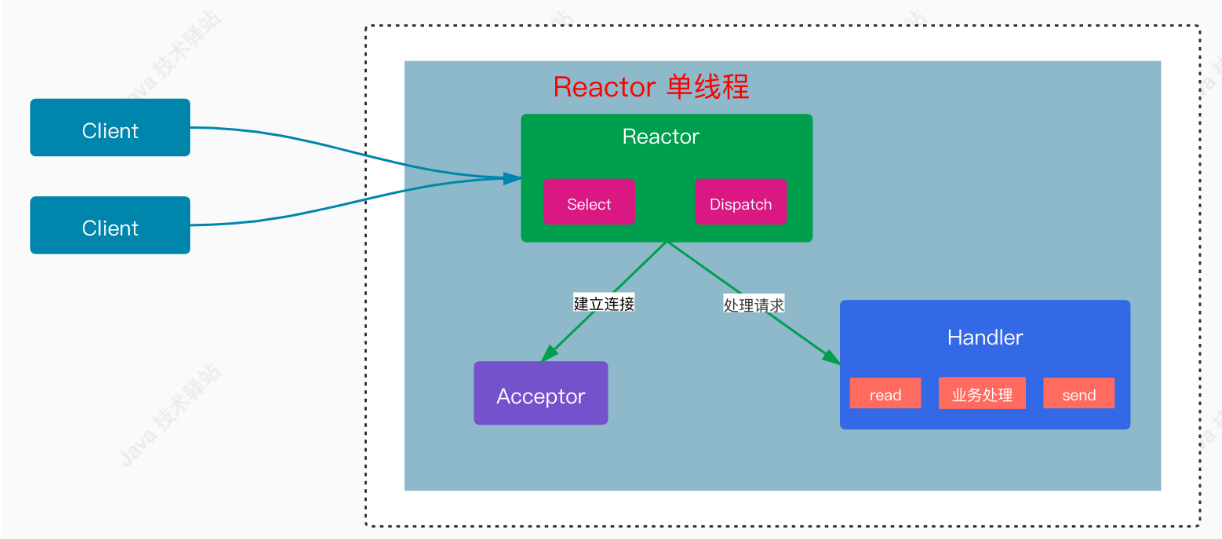 Java 技术驿站
Reactor 单线程
Client
Reactor
Select
Dispatch
Client
建立连接
处理请求
Handler
Acceptor
read
业务处理
send
Java 技术驿站